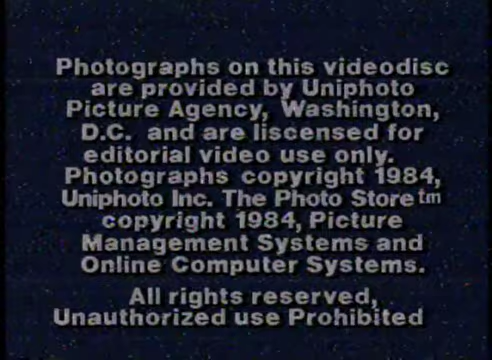 Photographs on this videodisc
are provided by Uniphoto
Picture Agency, Washington,
D.C. and are liscensed for
editorial video use only.
Photographs copyright 1984,
Uniphoto Inc. The Photo Store tm
copyright 1984, Picture
Management Systems and
Online Computer Systems.
All rights reserved,
Unauthorized use Prohibited